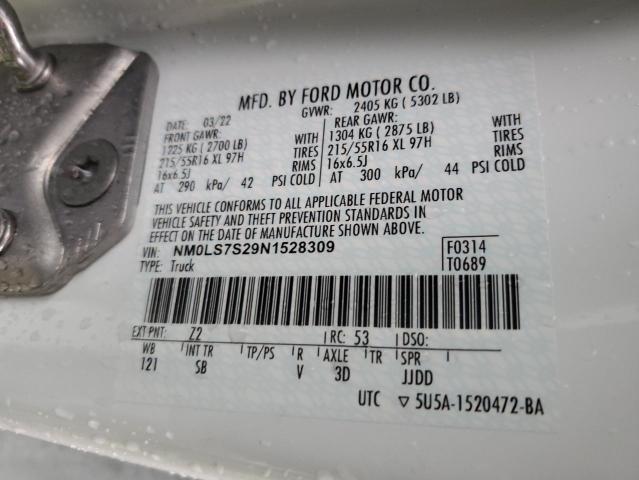 MFD. BY FORD MOTOR CO.
DATE: 03/22 GVWR: 2405 KG ( 5302 LB)
FRONT GAWR: REAR GAWR:
1225 KG ( 2700 LB) WITH 1304 KG ( 2875 LB) WITH
215/55R16 XL 97H TIRES 215/55R16 XL 97H TIRES
16x6.5J RIMS 16x6.5J RIMS
AT 290 kPa/ 42 PSI COLD AT 300 kPa/ 44 PSI COLD
THIS VEHICLE CONFORMS TO ALL APPLICABLE FEDERAL MOTOR
VEHICLE SAFETY AND THEFT PREVENTION STANDARDS IN
EFFECT ON THE DATE OF MANUFACTURE SHOWN ABOVE.
VIN: NM0LS7S29N1528309 F0314
TYPE: Truck T0689
EXT PNT: Z2 RC: 53 DSO:
WB INT TR TP/PS R AXLE TR SPR
121 SB V 3D JJDD
UTC ▽ 5U5A-1520472-BA